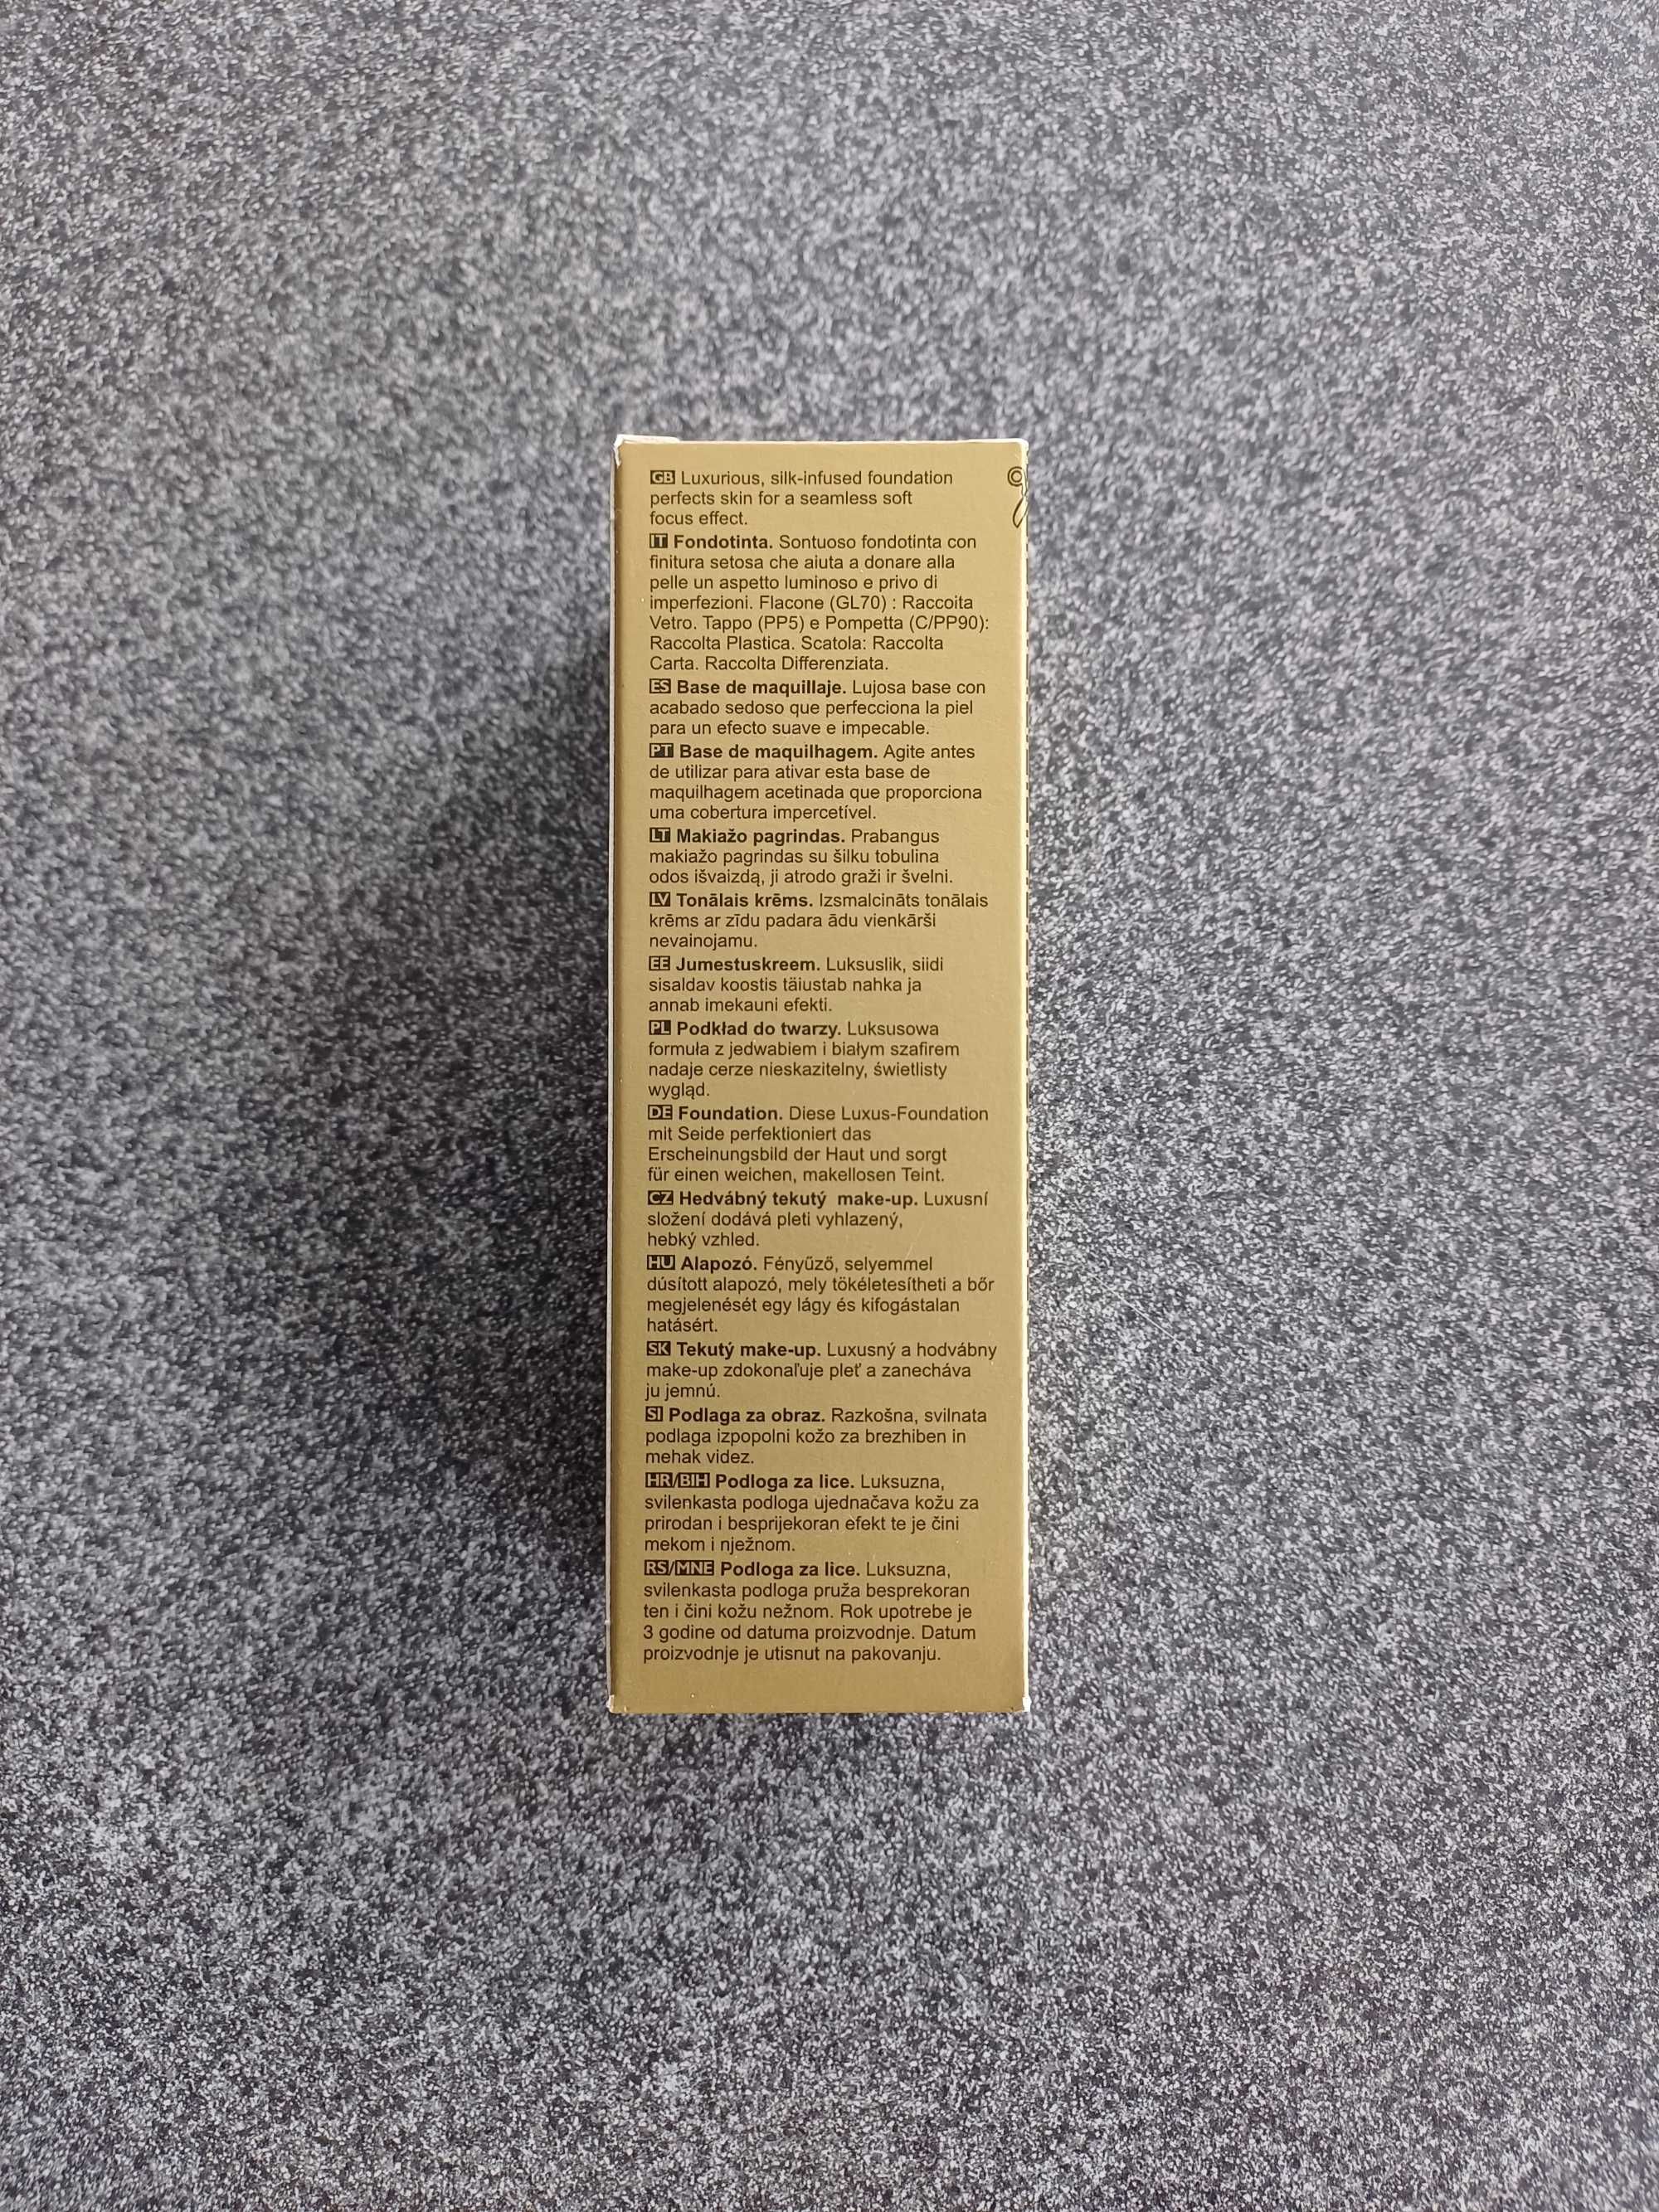 GB Luxurious, silk-infused foundation
perfects skin for a seamless soft
focus effect.
IT Fondotinta. Sontuoso fondotinta con
finitura setosa che aiuta a donare alla
pelle un aspetto luminoso e privo di
imperfezioni. Flacone (GL70) : Raccoita
Vetro. Tappo (PP5) e Pompetta (C/PP90):
Raccolta Plastica. Scatola: Raccolta
Carta. Raccolta Differenziata.
ES Base de maquillaje. Lujosa base con
acabado sedoso que perfecciona la piel
para un efecto suave e impecable.
PT Base de maquilhagem. Agite antes
de utilizar para ativar esta base de
maquilhagem acetinada que proporciona
uma cobertura impercetível.
LT Makiažo pagrindas. Prabangus
makiažo pagrindas su šilku tobulina
odos išvaizdą, ji atrodo graži ir švelni.
LV Tonālais krēms. Izsmalcināts tonālais
krēms ar zīdu padara ādu vienkārši
nevainojamu.
EE Jumestuskreem. Luksuslik, siidi
sisaldav koostis täiustab nahka ja
annab imekauni efekti.
PL Podkład do twarzy. Luksusowa
formuła z jedwabiem i białym szafirem
nadaje cerze nieskazitelny, świetlisty
wygląd.
DE Foundation. Diese Luxus-Foundation
mit Seide perfektioniert das
Erscheinungsbild der Haut und sorgt
für einen weichen, makellosen Teint.
CZ Hedvábný tekutý make-up. Luxusní
složení dodává pleti vyhlazený,
hebký vzhled.
HU Alapozó. Fényűző, selyemmel
dúsított alapozó, mely tökéletesítheti a bőr
megjelenését egy lágy és kifogástalan
hatásért.
SK Tekutý make-up. Luxusný a hodvábny
make-up zdokonaľuje pleť a zanecháva
ju jemnú.
SI Podlaga za obraz. Razkošna, svilnata
podlaga izpopolni kožo za brezhiben in
mehak videz.
HR/BIH Podloga za lice. Luksuzna,
svilenkasta podloga ujednačava kožu za
prirodan i besprijekoran efekt te je čini
mekom i nježnom.
RS/MNE Podloga za lice. Luksuzna,
svilenkasta podloga pruža besprekoran
ten i čini kožu nežnom. Rok upotrebe je
3 godine od datuma proizvodnje. Datum
proizvodnje je utisnut na pakovanju.